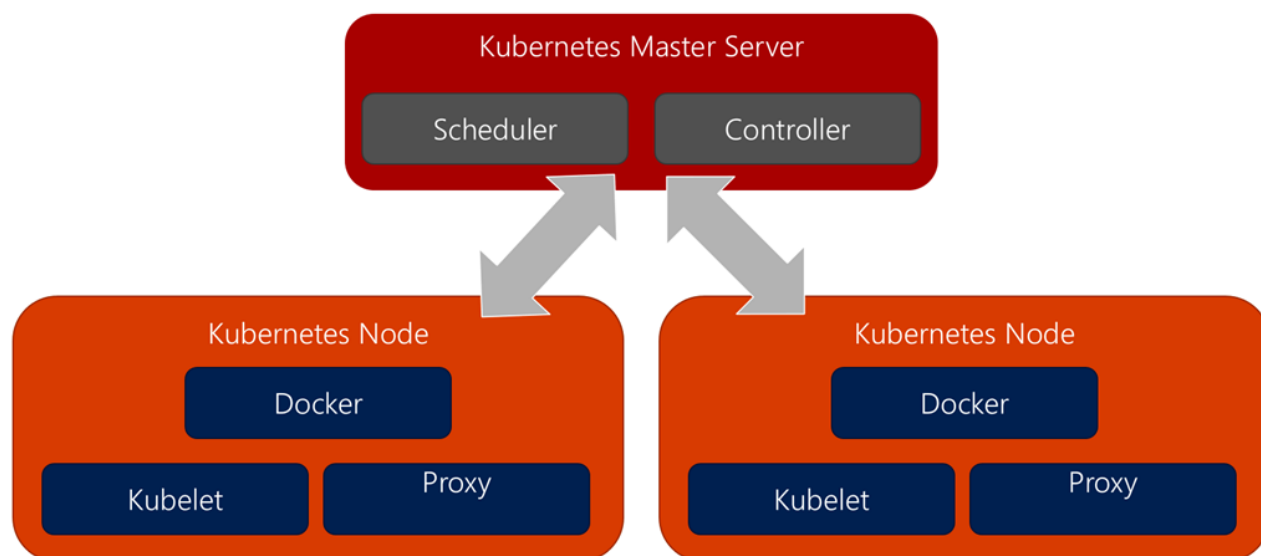 Kubernetes Master Server
Scheduler
Controller
Kubernetes Node
Docker
Kubelet
Proxy
Kubernetes Node
Docker
Kubelet
Proxy